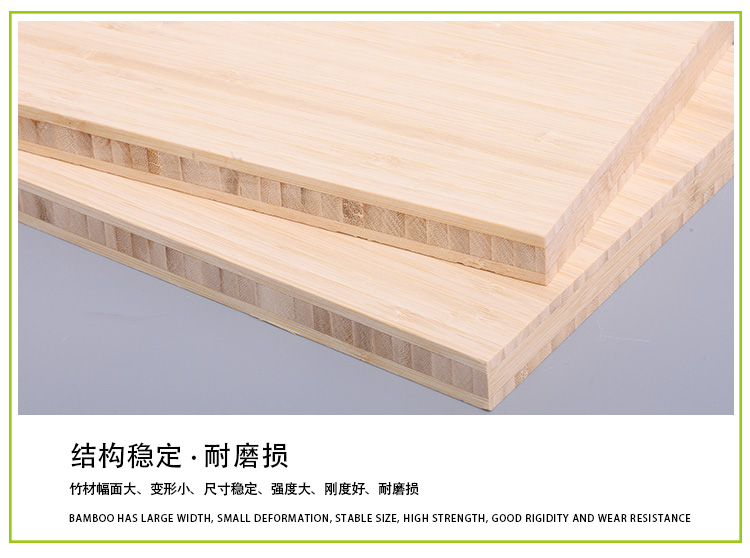 结构稳定·耐磨损
竹材幅面大、变形小、尺寸稳定、强度大、刚度好、耐磨损
BAMBOO HAS LARGE WIDTH, SMALL DEFORMATION, STABLE SIZE, HIGH STRENGTH, GOOD RIGIDITY AND WEAR RESISTANCE